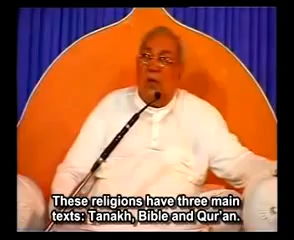 These religions have three main
texts: Tanakh, Bible and Qur'an.